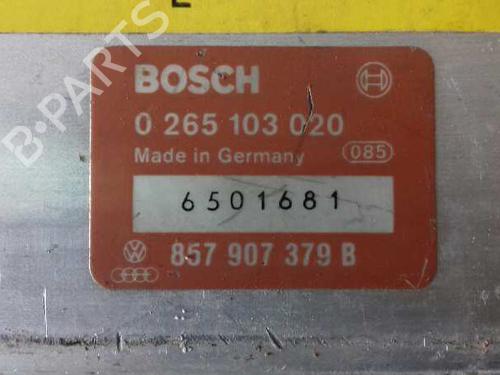 B-PARTS
BOSCH
0 265 103 020
Made in Germany 085
6501681
857 907 379 B